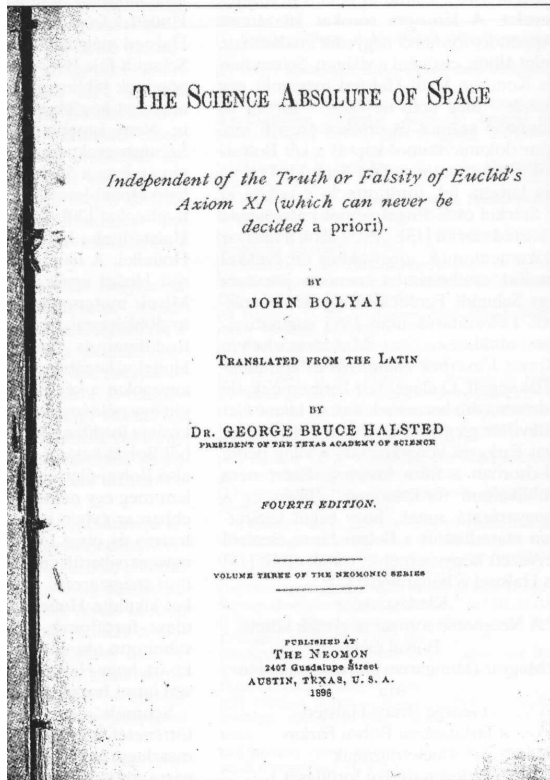 THE SCIENCE ABSOLUTE OF SPACE
Independent of the Truth or Falsity of Euclid's
Axiom XI (which can never be
decided a priori).
BY
JOHN BOLYAI
TRANSLATED FROM THE LATIN
BY
DR. GEORGE BRUCE HALSTED
PRESIDENT OF THE TEXAS ACADEMY OF SCIENCE
FOURTH EDITION.
VOLUME THREE OF THE NEOMONIC SERIES
PUBLISHED AT
THE NEOMON
2407 Guadalupe Street
AUSTIN, TEXAS, U. S. A.
1896